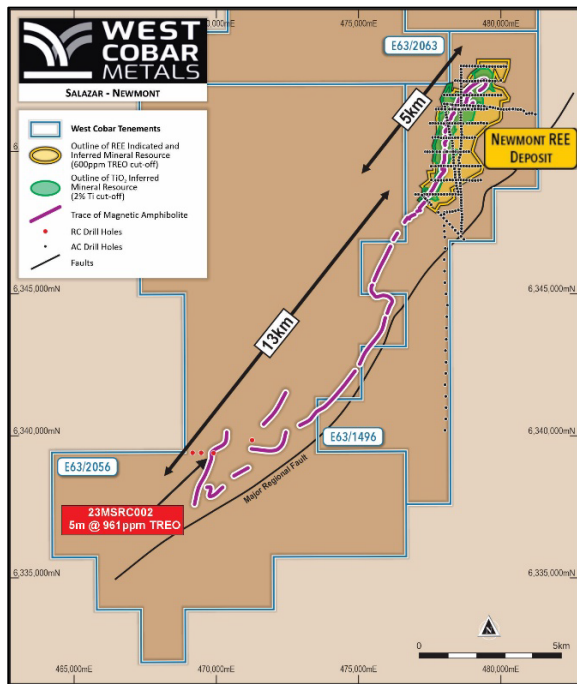 WEST
COBAR
METALS
SALAZAR - NEWMONT
West Cobar Tenements
Outline of REE Indicated and
Inferred Mineral Resource
(600ppm TREO cut-off)
Outline of TiO₂ Inferred
Mineral Resource
(2% Ti cut-off)
Trace of Magnetic Amphibolite
RC Drill Holes
AC Drill Holes
Faults
475,000mE
480,000mE
E63/2063
5km
NEWMONT REE
DEPOSIT
6,345,000mN
6,345,000mN
13km
6,340,000mN
6,340,000mN
E63/1496
E63/2056
Major Regional Fault
23MSRC002
5m @ 961ppm TREO
6,335,000mN
6,335,000mN
0
5km
465,000mE
470,000mE
475,000mE
480,000mE